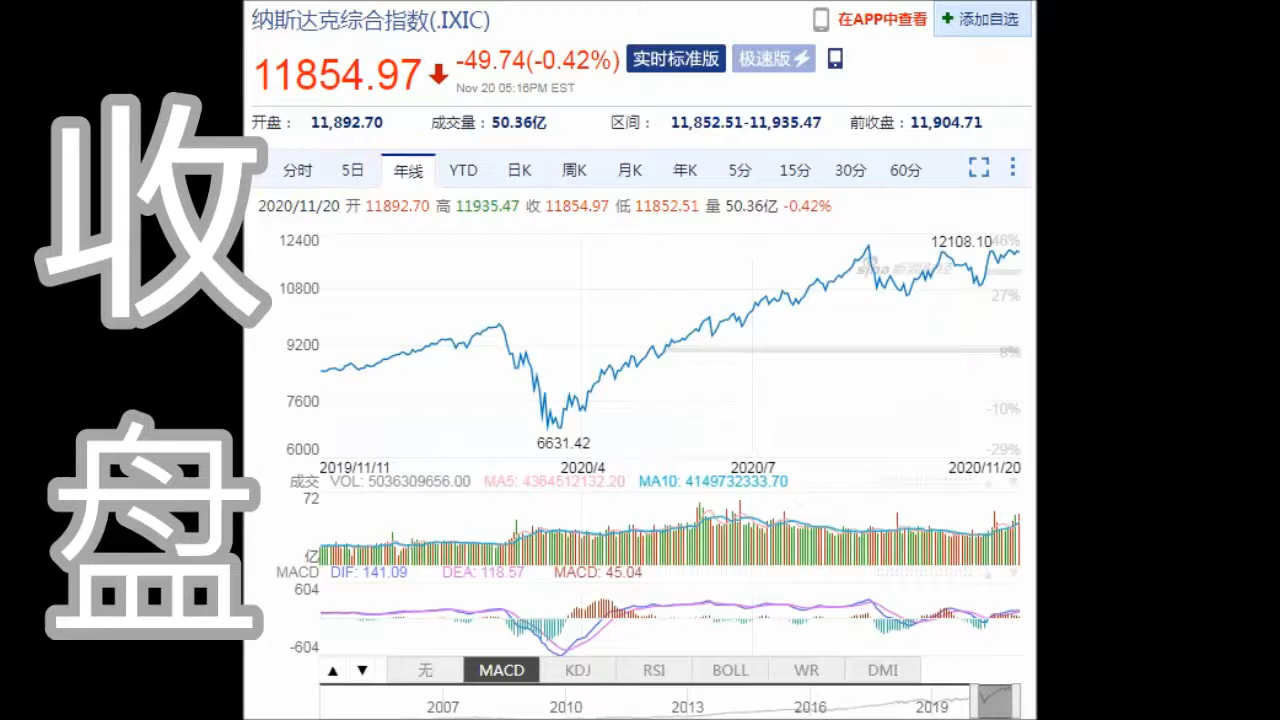 收
盘
纳斯达克综合指数(.IXIC)
在APP中查看
+ 添加自选
11854.97
-49.74(-0.42%)
实时标准版
极速版
Nov 20 05:16PM EST
开盘： 11,892.70 成交量：50.36亿 区间： 11,852.51-11,935.47 前收盘：11,904.71
分时 5日 年线 YTD 日K 周K 月K 年K 5分 15分 30分 60分
2020/11/20 开 11892.70 高 11935.47 收 11854.97 低 11852.51 量 50.36亿 -0.42%
12400 12108.10 46%
sina 新浪财经
10800 27%
9200 8%
7600 -10%
6631.42
6000 -29%
2019/11/11 2020/4 2020/7 2020/11/20
成交 VOL: 5036309656.00 MA5: 4364512132.20 MA10: 4149732333.70
72
亿
MACD DIF: 141.09 DEA: 118.57 MACD: 45.04
604
-604
▲ ▼ 无 MACD KDJ RSI BOLL WR DMI
2007 2010 2013 2016 2019